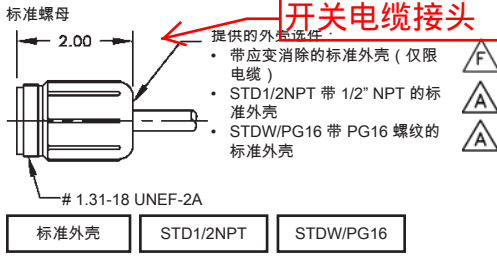 标准螺母
开关电缆接头
2.00
提供的外壳选件：
• 带应变消除的标准外壳（仅限
电缆）
F
• STD1/2NPT 带 1/2” NPT 的标
准外壳
A
• STDW/PG16 带 PG16 螺纹的
标准外壳
A
# 1.31-18 UNEF-2A
标准外壳
STD1/2NPT
STDW/PG16